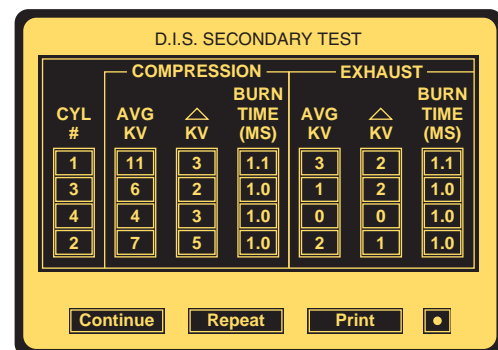 D.I.S. SECONDARY TEST
COMPRESSION EXHAUST
BURN BURN
CYL AVG △ TIME AVG △ TIME
# KV KV (MS) KV KV (MS)
1 11 3 1.1 3 2 1.1
3 6 2 1.0 1 2 1.0
4 4 3 1.0 0 0 1.0
2 7 5 1.0 2 1 1.0
Continue Repeat Print